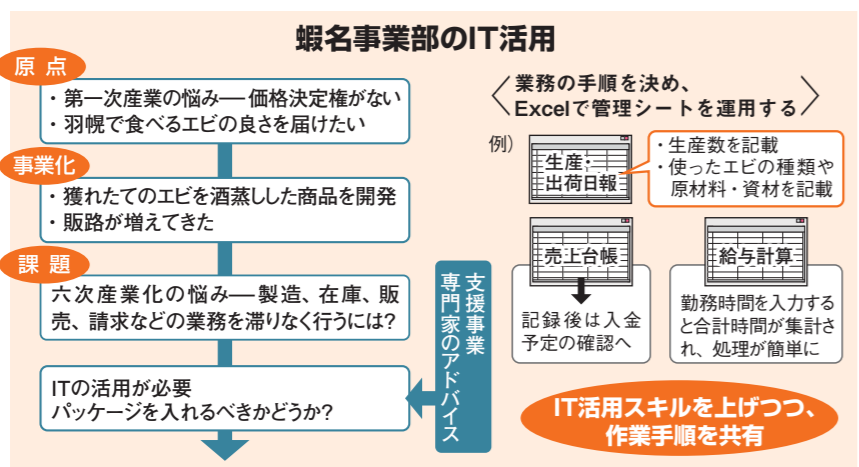 蝦名事業部のIT活用
原点
・第一次産業の悩み―価格決定権がない
・羽幌で食べるエビの良さを届けたい
事業化
・獲れたてのエビを酒蒸しした商品を開発
・販路が増えてきた
課題
六次産業化の悩み―製造、在庫、販
売、請求などの業務を滞りなく行うには?
ITの活用が必要
パッケージを入れるべきかどうか?
支援事業
専門家のアドバイス
〈業務の手順を決め、
Excelで管理シートを運用する〉
例)
生産・
出荷日報
・生産数を記載
・使ったエビの種類や
原材料・資材を記載
売上台帳
記録後は入金
予定の確認へ
給与計算
勤務時間を入力する
と合計時間が集計さ
れ、処理が簡単に
IT活用スキルを上げつつ、
作業手順を共有